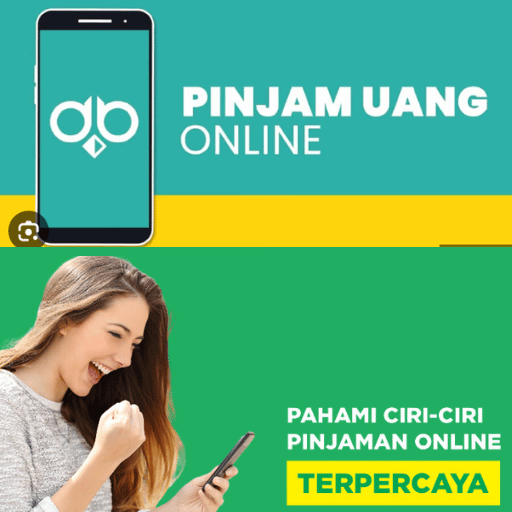 PINJAM UANG
ONLINE
PAHAMI CIRI-CIRI
PINJAMAN ONLINE
TERPERCAYA